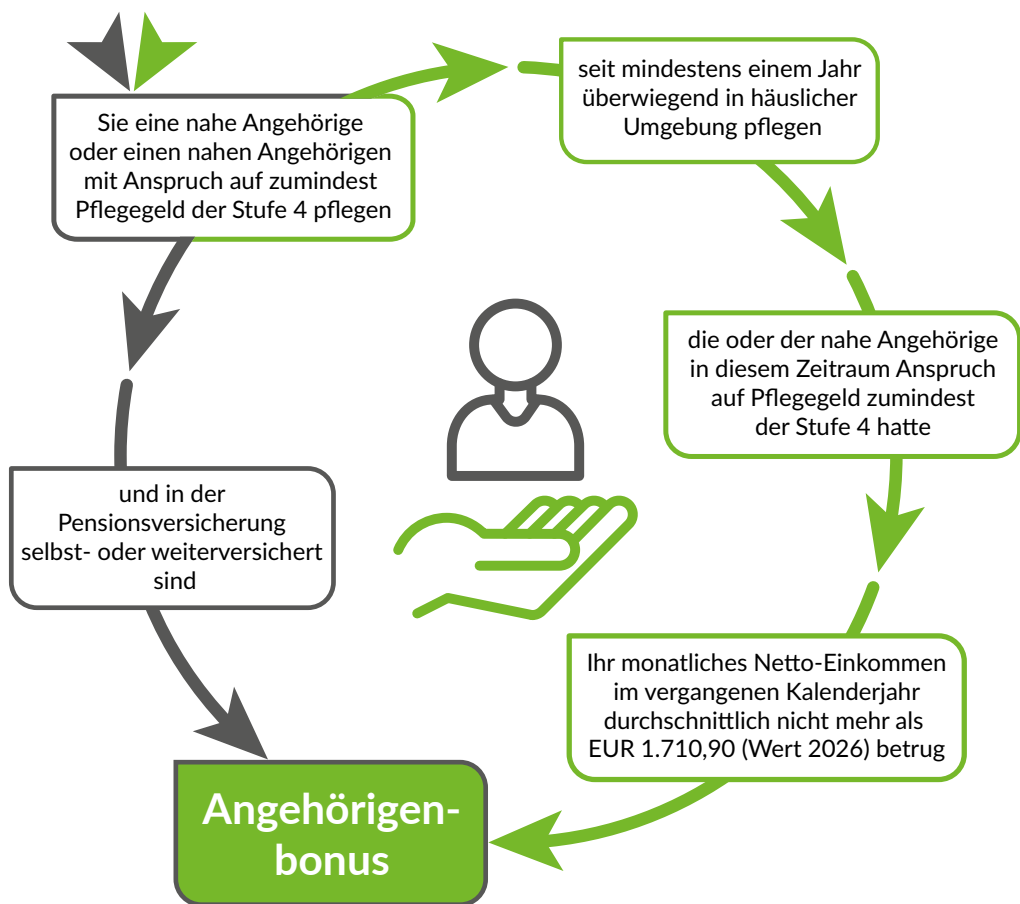 Sie eine nahe Angehörige
oder einen nahen Angehörigen
mit Anspruch auf zumindest
Pflegegeld der Stufe 4 pflegen
seit mindestens einem Jahr
überwiegend in häuslicher
Umgebung pflegen
die oder der nahe Angehörige
in diesem Zeitraum Anspruch
auf Pflegegeld zumindest
der Stufe 4 hatte
Ihr monatliches Netto-Einkommen
im vergangenen Kalenderjahr
durchschnittlich nicht mehr als
EUR 1.710,90 (Wert 2026) betrug
und in der
Pensionsversicherung
selbst- oder weiterversichert
sind
Angehörigen-
bonus